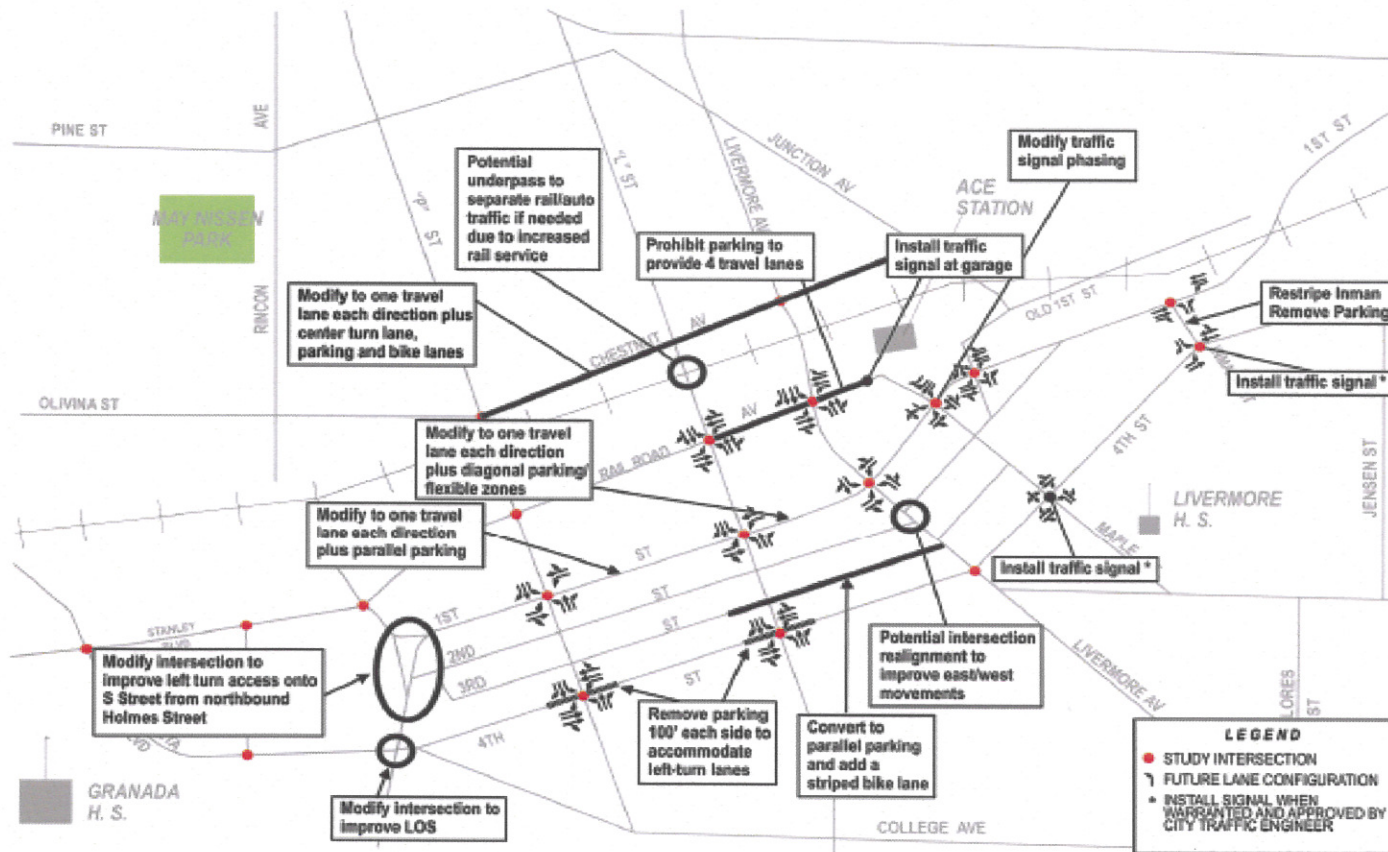 PINE ST
RINCON
AVE
MAY NISSEN
PARK
OLIVINA ST
"P" ST
"L" ST
LIVERMORE AV
JUNCTION AV
ACE
STATION
1ST ST
OLD 1ST ST
CHESTNUT AV
RAIL ROAD AV
Potential
underpass to
separate rail/auto
traffic if needed
due to increased
rail service
Modify traffic
signal phasing
Prohibit parking to
provide 4 travel lanes
Install traffic
signal at garage
Modify to one travel
lane each direction plus
center turn lane,
parking and bike lanes
Restripe Inman
Remove Parking
Install traffic signal *
Modify to one travel
lane each direction
plus diagonal parking/
flexible zones
Modify to one travel
lane each direction
plus parallel parking
4TH ST
LIVERMORE
H. S.
JENSEN ST
MAPLE
Install traffic signal *
STANLEY
1ST ST
2ND ST
3RD ST
4TH ST
Modify intersection to
improve left turn access onto
S Street from northbound
Holmes Street
Potential intersection
realignment to
improve east/west
movements
LIVERMORE AV
Remove parking
100' each side to
accommodate
left-turn lanes
Convert to
parallel parking
and add a
striped bike lane
Modify intersection to
improve LOS
GRANADA
H. S.
COLLEGE AVE
LORES
ST
LEGEND
STUDY INTERSECTION
FUTURE LANE CONFIGURATION
* INSTALL SIGNAL WHEN
WARRANTED AND APPROVED BY
CITY TRAFFIC ENGINEER